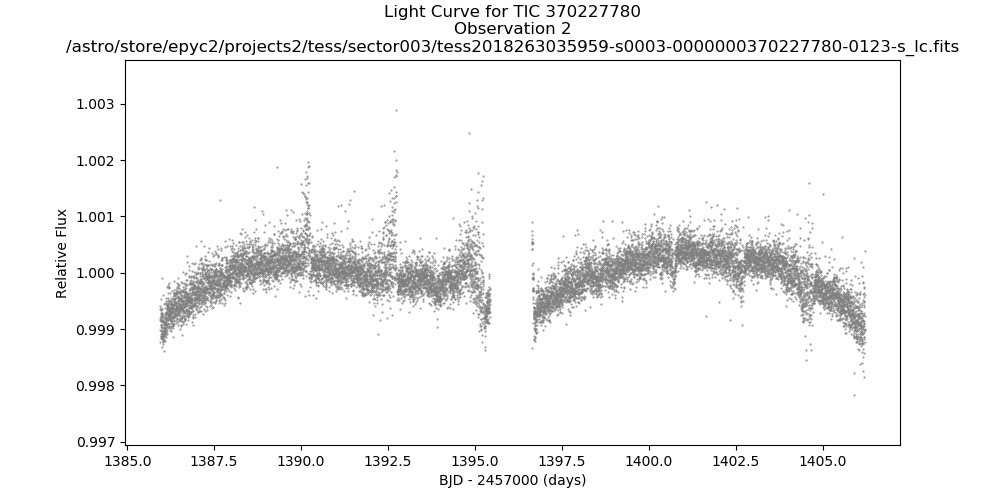 Light Curve for TIC 370227780
Observation 2
/astro/store/epyc2/projects2/tess/sector003/tess2018263035959-s0003-0000000370227780-0123-s_lc.fits
1.003
1.002
1.001
1.000
0.999
0.998
0.997
Relative Flux
1385.0 1387.5 1390.0 1392.5 1395.0 1397.5 1400.0 1402.5 1405.0
BJD - 2457000 (days)